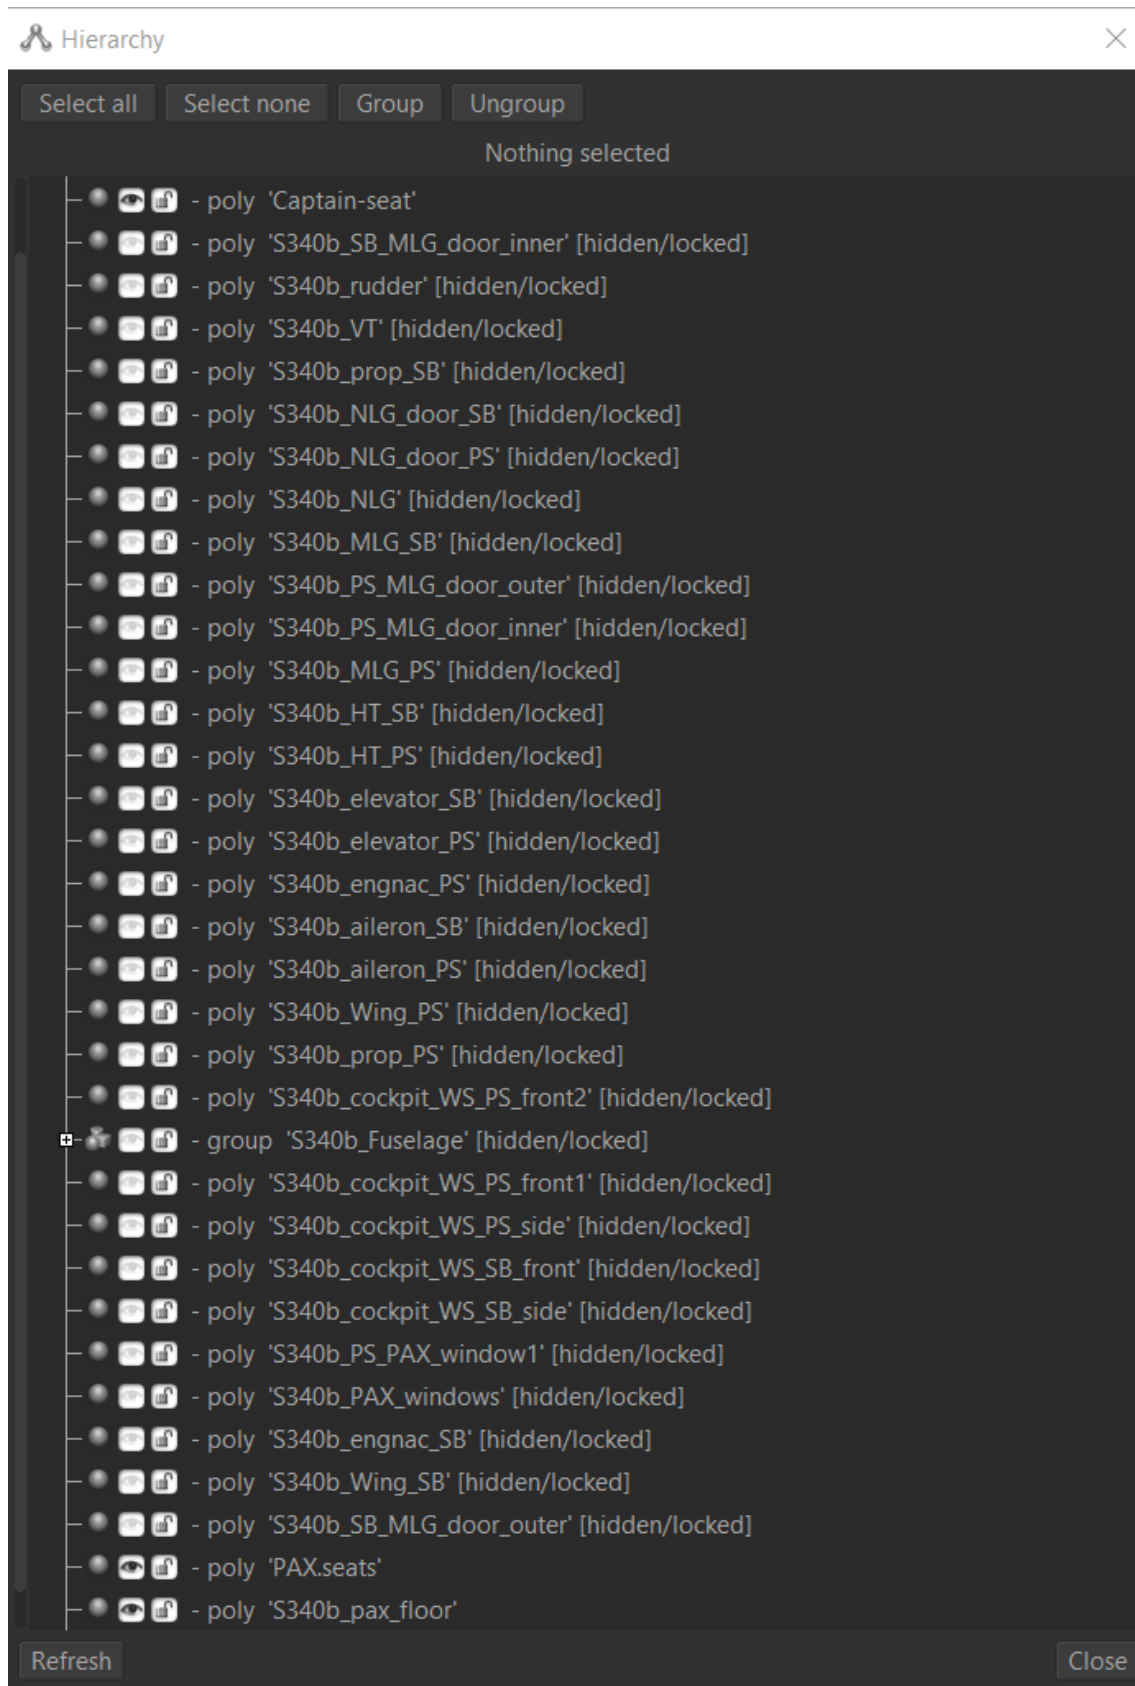 Hierarchy
Select all Select none Group Ungroup
Nothing selected
- poly 'Captain-seat'
- poly 'S340b_SB_MLG_door_inner' [hidden/locked]
- poly 'S340b_rudder' [hidden/locked]
- poly 'S340b_VT' [hidden/locked]
- poly 'S340b_prop_SB' [hidden/locked]
- poly 'S340b_NLG_door_SB' [hidden/locked]
- poly 'S340b_NLG_door_PS' [hidden/locked]
- poly 'S340b_NLG' [hidden/locked]
- poly 'S340b_MLG_SB' [hidden/locked]
- poly 'S340b_PS_MLG_door_outer' [hidden/locked]
- poly 'S340b_PS_MLG_door_inner' [hidden/locked]
- poly 'S340b_MLG_PS' [hidden/locked]
- poly 'S340b_HT_SB' [hidden/locked]
- poly 'S340b_HT_PS' [hidden/locked]
- poly 'S340b_elevator_SB' [hidden/locked]
- poly 'S340b_elevator_PS' [hidden/locked]
- poly 'S340b_engnac_PS' [hidden/locked]
- poly 'S340b_aileron_SB' [hidden/locked]
- poly 'S340b_aileron_PS' [hidden/locked]
- poly 'S340b_Wing_PS' [hidden/locked]
- poly 'S340b_prop_PS' [hidden/locked]
- poly 'S340b_cockpit_WS_PS_front2' [hidden/locked]
- group 'S340b_Fuselage' [hidden/locked]
- poly 'S340b_cockpit_WS_PS_front1' [hidden/locked]
- poly 'S340b_cockpit_WS_PS_side' [hidden/locked]
- poly 'S340b_cockpit_WS_SB_front' [hidden/locked]
- poly 'S340b_cockpit_WS_SB_side' [hidden/locked]
- poly 'S340b_PS_PAX_window1' [hidden/locked]
- poly 'S340b_PAX_windows' [hidden/locked]
- poly 'S340b_engnac_SB' [hidden/locked]
- poly 'S340b_Wing_SB' [hidden/locked]
- poly 'S340b_SB_MLG_door_outer' [hidden/locked]
- poly 'PAX.seats'
- poly 'S340b_pax_floor'
Refresh Close